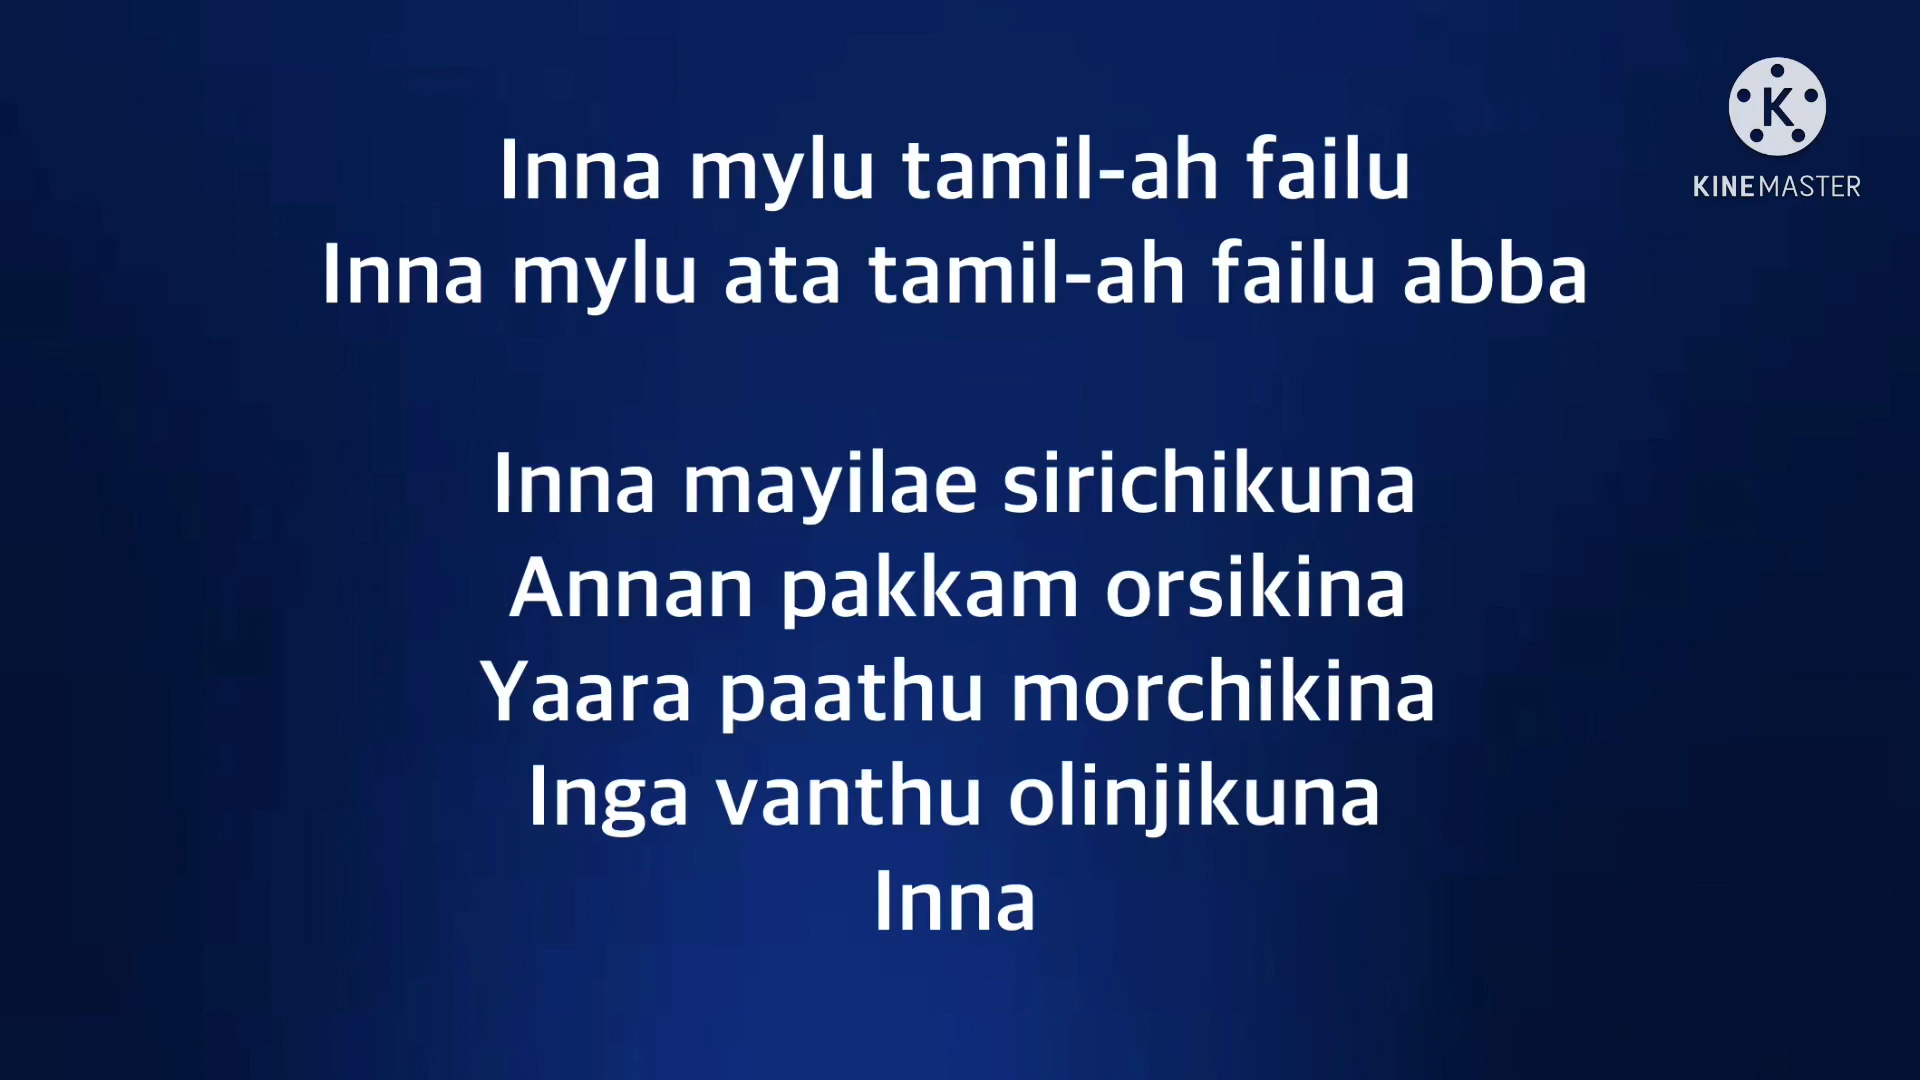 Inna mylu tamil-ah failu
Inna mylu ata tamil-ah failu abba
Inna mayilae sirichikuna
Annan pakkam orsikina
Yaara paathu morchikina
Inga vanthu olinjikuna
Inna
K
KINEMASTER